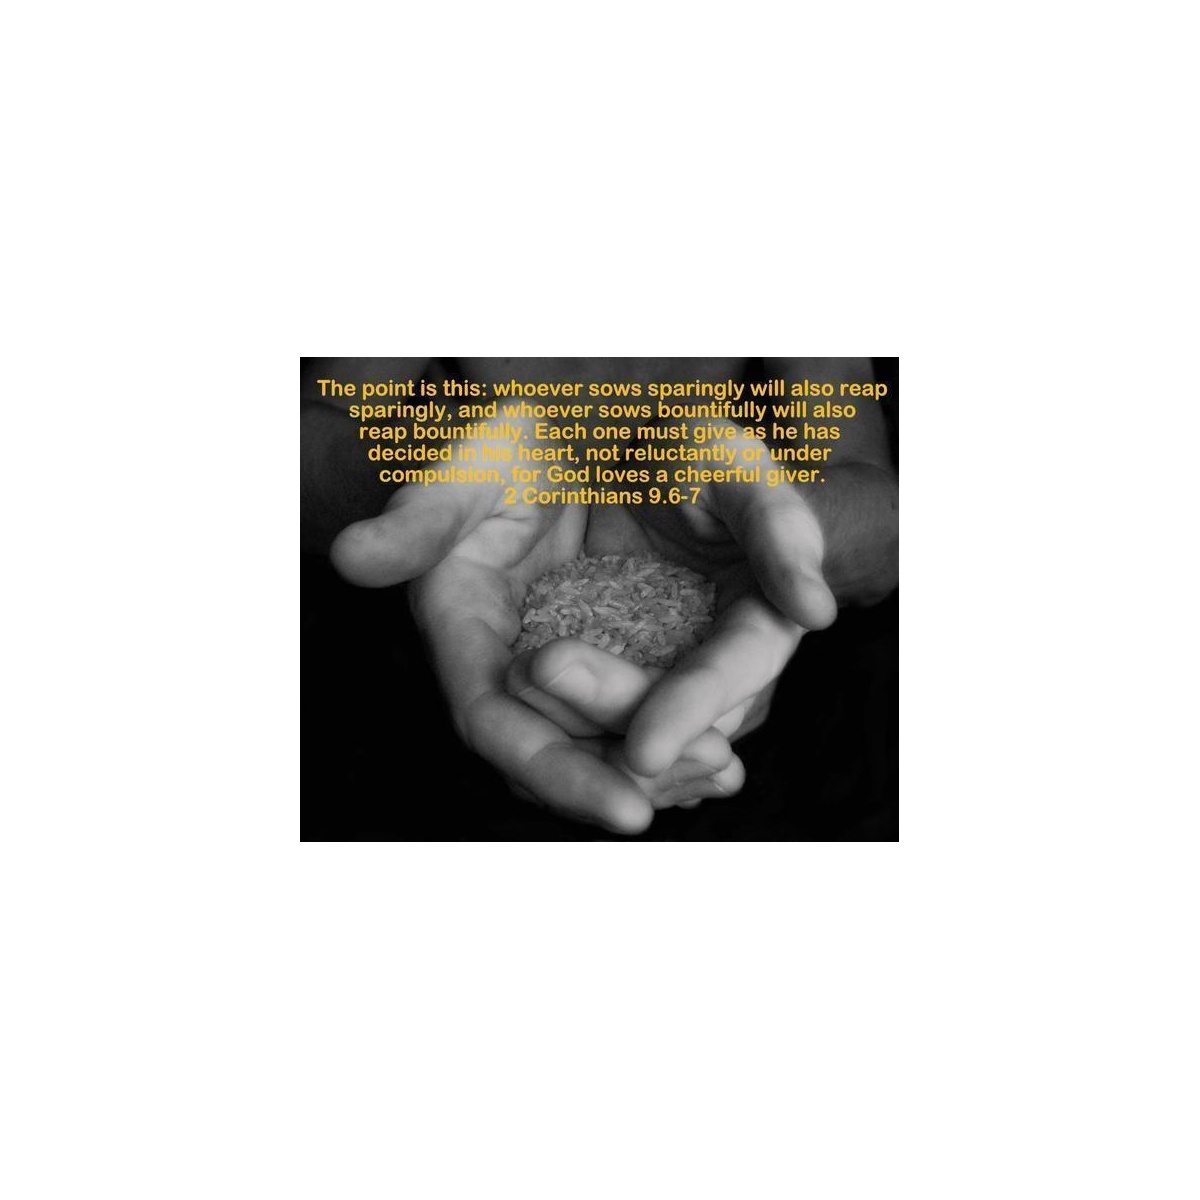 The point is this: whoever sows sparingly will also reap
sparingly, and whoever sows bountifully will also
reap bountifully. Each one must give as he has
decided in his heart, not reluctantly or under
compulsion, for God loves a cheerful giver.
2 Corinthians 9.6-7